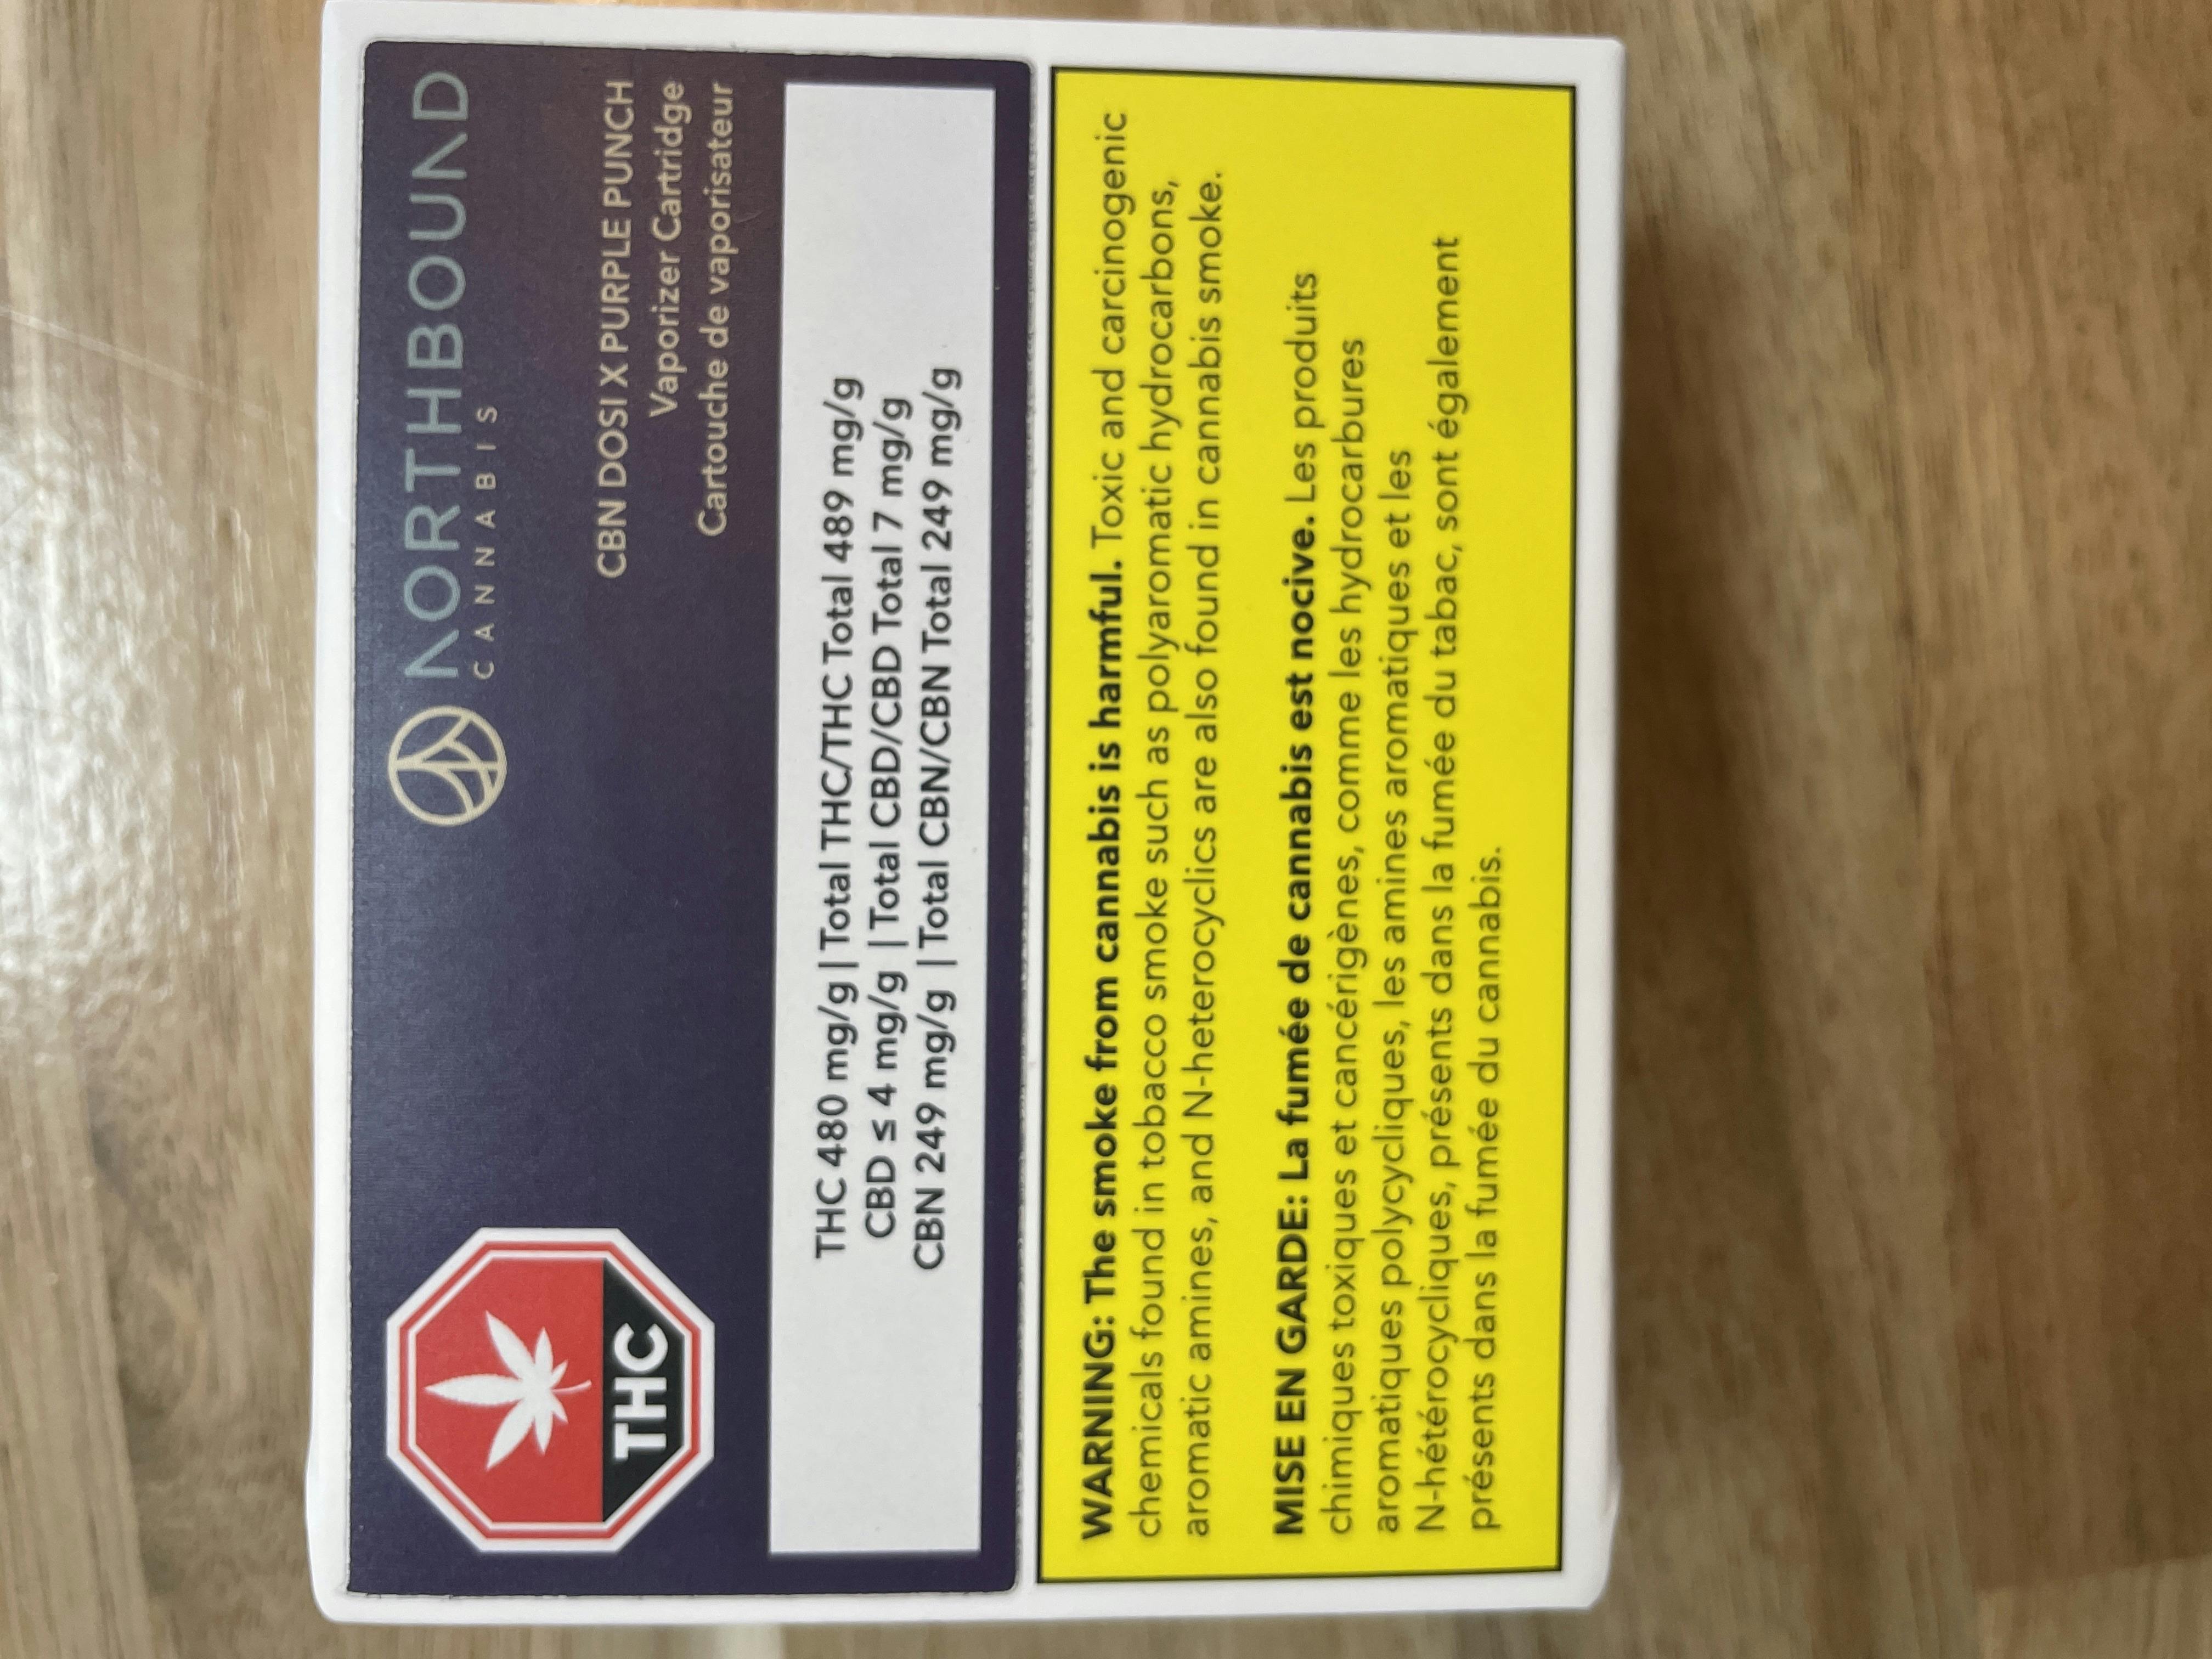 NORTHBOUND
CANNABIS
THC
CBN DOSI X PURPLE PUNCH
Vaporizer Cartridge
Cartouche de vaporisateur
THC 480 mg/g | Total THC/THC Total 489 mg/g
CBD ≤ 4 mg/g | Total CBD/CBD Total 7 mg/g
CBN 249 mg/g | Total CBN/CBN Total 249 mg/g
WARNING: The smoke from cannabis is harmful. Toxic and carcinogenic
chemicals found in tobacco smoke such as polyaromatic hydrocarbons,
aromatic amines, and N-heterocyclics are also found in cannabis smoke.
MISE EN GARDE: La fumée de cannabis est nocive. Les produits
chimiques toxiques et cancérigènes, comme les hydrocarbures
aromatiques polycycliques, les amines aromatiques et les
N-hétérocycliques, présents dans la fumée du tabac, sont également
présents dans la fumée du cannabis.